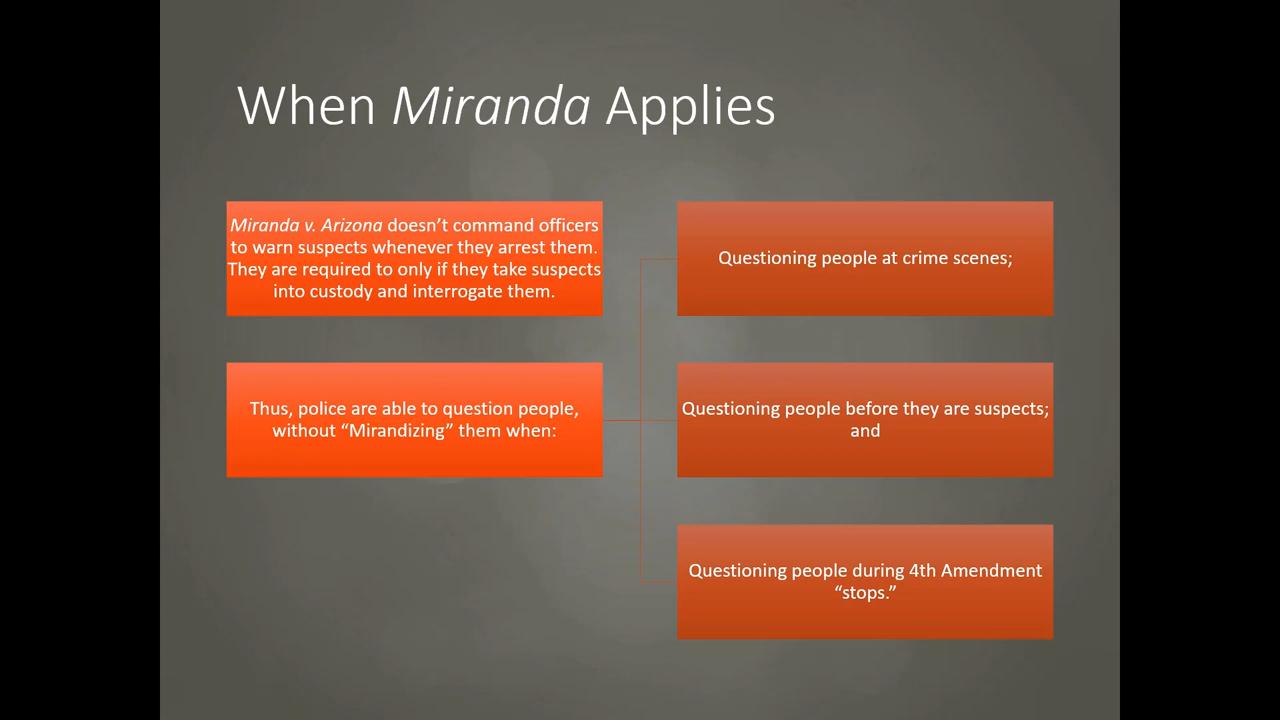 When Miranda Applies
Miranda v. Arizona doesn’t command officers
to warn suspects whenever they arrest them.
They are required to only if they take suspects
into custody and interrogate them.
Thus, police are able to question people,
without “Mirandizing” them when:
Questioning people at crime scenes;
Questioning people before they are suspects;
and
Questioning people during 4th Amendment
“stops.”